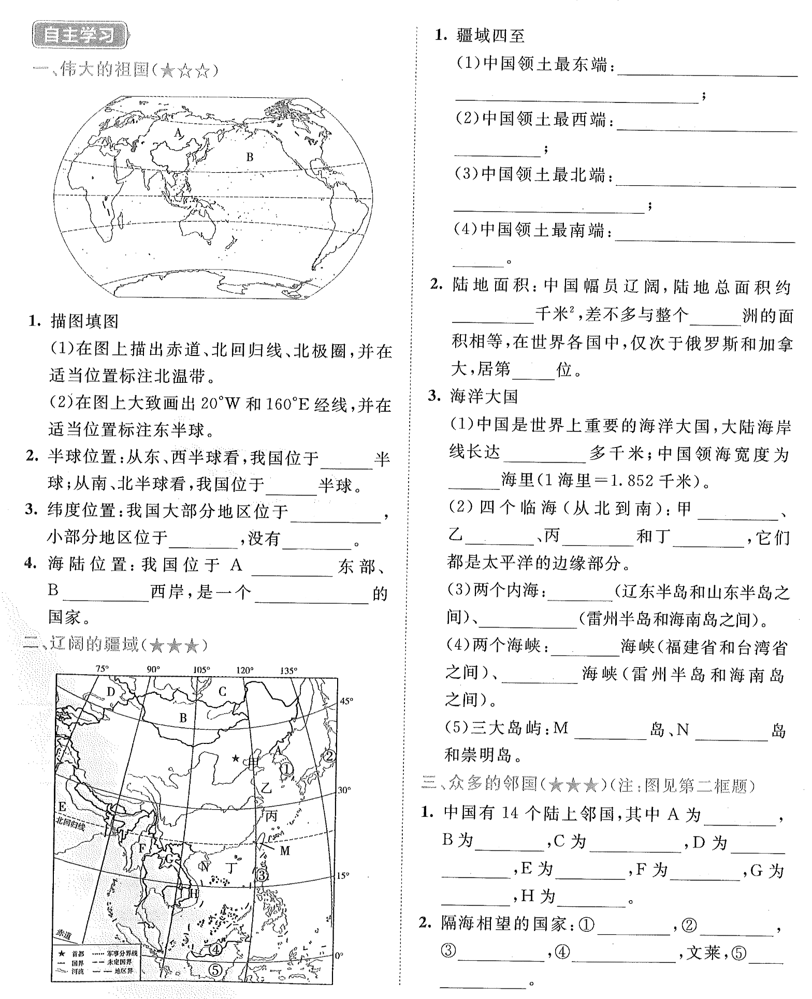 自主学习
一、伟大的祖国(★☆☆)
A
B
1. 描图填图
(1)在图上描出赤道、北回归线、北极圈,并在
适当位置标注北温带。
(2)在图上大致画出 20°W 和 160°E 经线,并在
适当位置标注东半球。
2. 半球位置:从东、西半球看,我国位于______半
球;从南、北半球看,我国位于______半球。
3. 纬度位置:我国大部分地区位于__________,
小部分地区位于________,没有________。
4. 海陆位置:我国位于 A __________ 东部、
B __________西岸,是一个______________的
国家。
二、辽阔的疆域(★★★)
75° 90° 105° 120° 135°
D C
45°
B
A
★ 甲 ① ②
乙 30°
E 丙
北回归线
F M
G N 丁
③ 15°
H
赤道
④ 0°
⑤
★ 首都 军事分界线
国界 未定国界
河流 地区界
1. 疆域四至
(1)中国领土最东端:____________________
____________________________;
(2)中国领土最西端:____________________
__________;
(3)中国领土最北端:____________________
______________________;
(4)中国领土最南端:____________________
______。
2. 陆地面积:中国幅员辽阔,陆地总面积约
__________千米²,差不多与整个______洲的面
积相等,在世界各国中,仅次于俄罗斯和加拿
大,居第_____位。
3. 海洋大国
(1)中国是世界上重要的海洋大国,大陆海岸
线长达__________多千米;中国领海宽度为
______海里(1 海里=1.852 千米)。
(2)四个临海(从北到南):甲__________、
乙________、丙________和丁________,它们
都是太平洋的边缘部分。
(3)两个内海:________(辽东半岛和山东半岛之
间)、____________(雷州半岛和海南岛之间)。
(4)两个海峡:________海峡(福建省和台湾省
之间)、_________海峡(雷州半岛和海南岛
之间)。
(5)三大岛屿:M ________岛、N ________岛
和崇明岛。
三、众多的邻国(★★★)(注:图见第二框题)
1. 中国有 14 个陆上邻国,其中 A 为________,
B 为________,C 为__________,D 为______
________,E 为________,F 为________,G 为
________,H 为________。
2. 隔海相望的国家:①________,②________,
③__________,④____________,文莱,⑤____
__________。